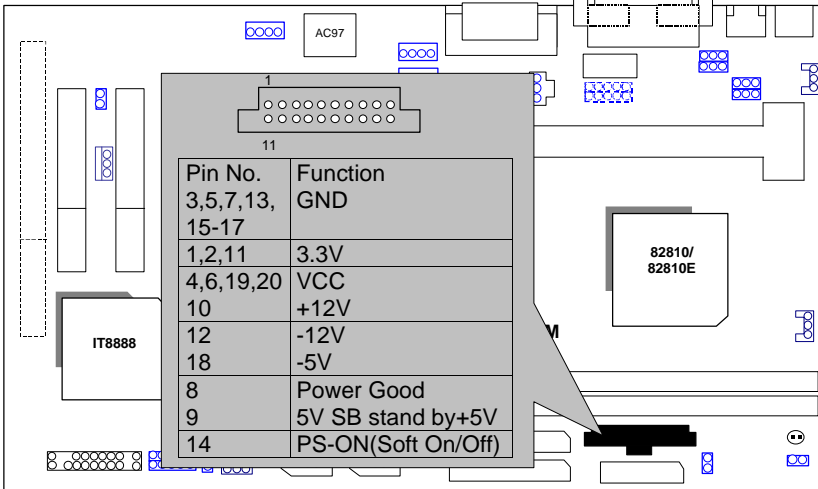 AC97
1
11
Pin No. Function
3,5,7,13, GND
15-17
1,2,11 3.3V
4,6,19,20 VCC
10 +12V
12 -12V
18 -5V
8 Power Good
9 5V SB stand by+5V
14 PS-ON(Soft On/Off)
82810/
82810E
IT8888
M